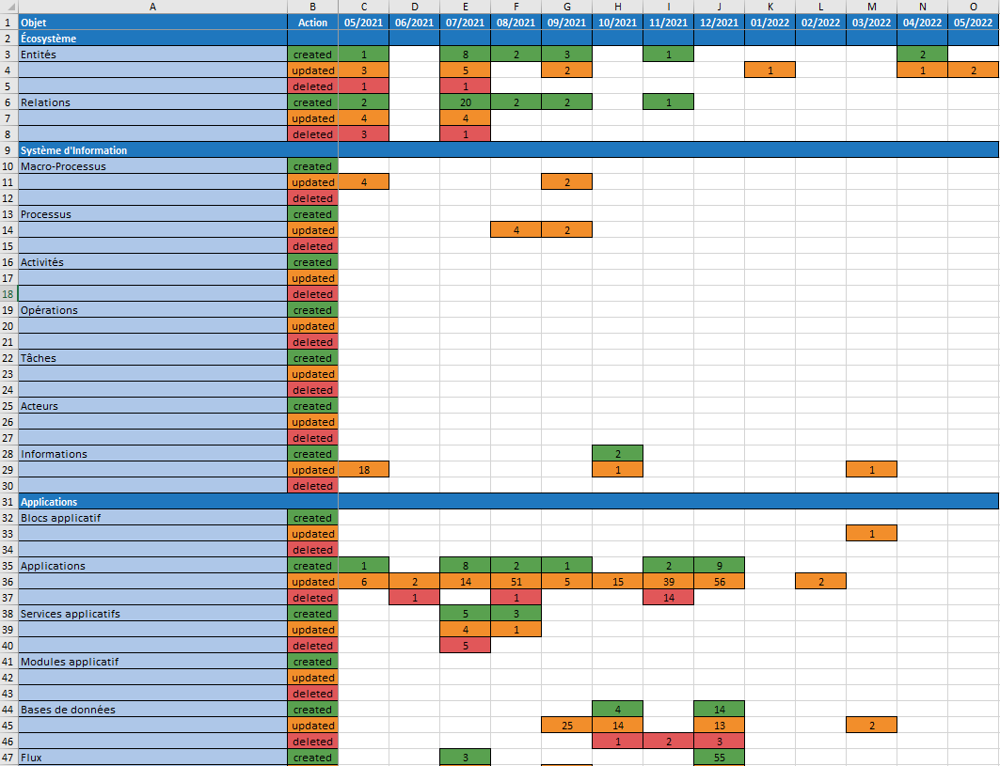 A B C D E F G H I J K L M N O
1 Objet Action 05/2021 06/2021 07/2021 08/2021 09/2021 10/2021 11/2021 12/2021 01/2022 02/2022 03/2022 04/2022 05/2022
2 Écosystème
3 Entités created 1 8 2 3 1 2
4 updated 3 5 2 1 1 2
5 deleted 1 1
6 Relations created 2 20 2 2 1
7 updated 4 4
8 deleted 3 1
9 Système d'Information
10 Macro-Processus created
11 updated 4 2
12 deleted
13 Processus created
14 updated 4 2
15 deleted
16 Activités created
17 updated
18 deleted
19 Opérations created
20 updated
21 deleted
22 Tâches created
23 updated
24 deleted
25 Acteurs created
26 updated
27 deleted
28 Informations created 2
29 updated 18 1 1
30 deleted
31 Applications
32 Blocs applicatif created
33 updated 1
34 deleted
35 Applications created 1 8 2 1 2 9
36 updated 6 2 14 51 5 15 39 56 2
37 deleted 1 1 14
38 Services applicatifs created 5 3
39 updated 4 1
40 deleted 5
41 Modules applicatif created
42 updated
43 deleted
44 Bases de données created 4 14
45 updated 25 14 13 2
46 deleted 1 2 3
47 Flux created 3 55